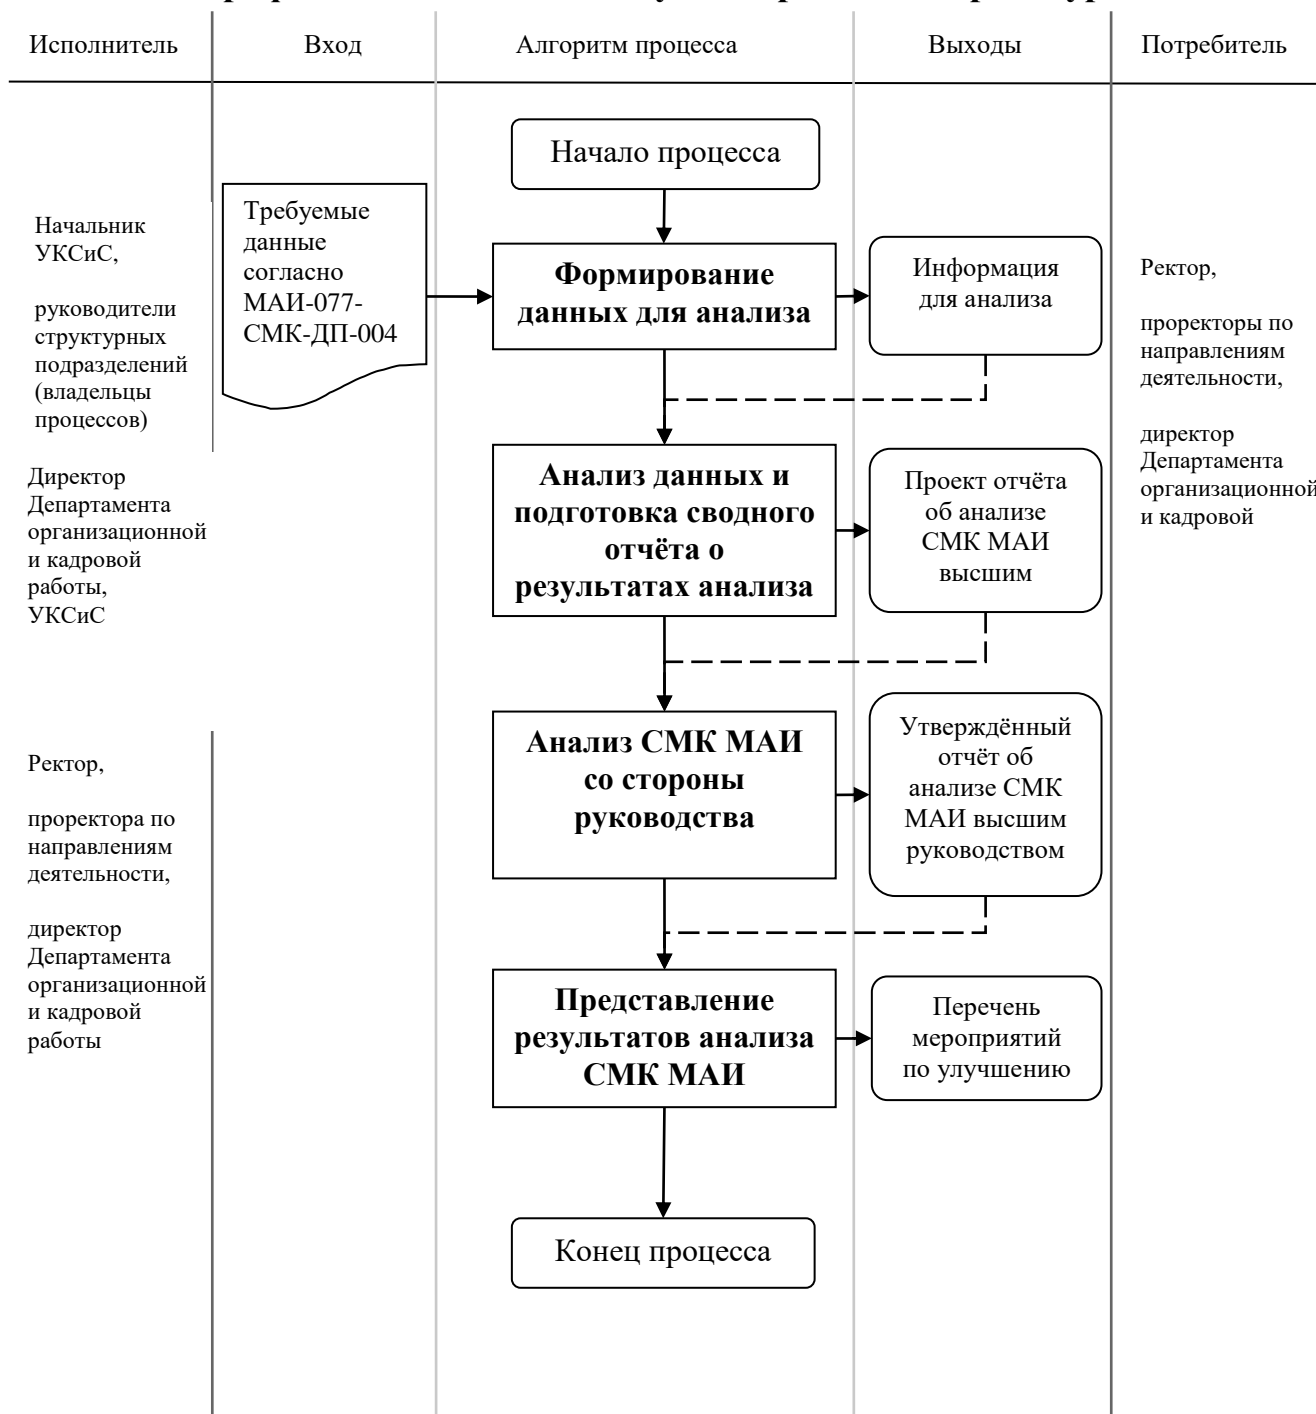 Исполнитель
Вход
Алгоритм процесса
Выходы
Потребитель
Начало процесса
Начальник
УКСиС,
руководители
структурных
подразделений
(владельцы
процессов)
Требуемые
данные
согласно
МАИ-077-
СМК-ДП-004
Формирование
данных для анализа
Информация
для анализа
Ректор,
проректоры по
направлениям
деятельности,
директор
Департамента
организационной
и кадровой
Директор
Департамента
организационной
и кадровой
работы,
УКСиС
Анализ данных и
подготовка сводного
отчёта о
результатах анализа
Проект отчёта
об анализе
СМК МАИ
высшим
Ректор,
проректора по
направлениям
деятельности,
директор
Департамента
организационной
и кадровой
работы
Анализ СМК МАИ
со стороны
руководства
Утверждённый
отчёт об
анализе СМК
МАИ высшим
руководством
Представление
результатов анализа
СМК МАИ
Перечень
мероприятий
по улучшению
Конец процесса